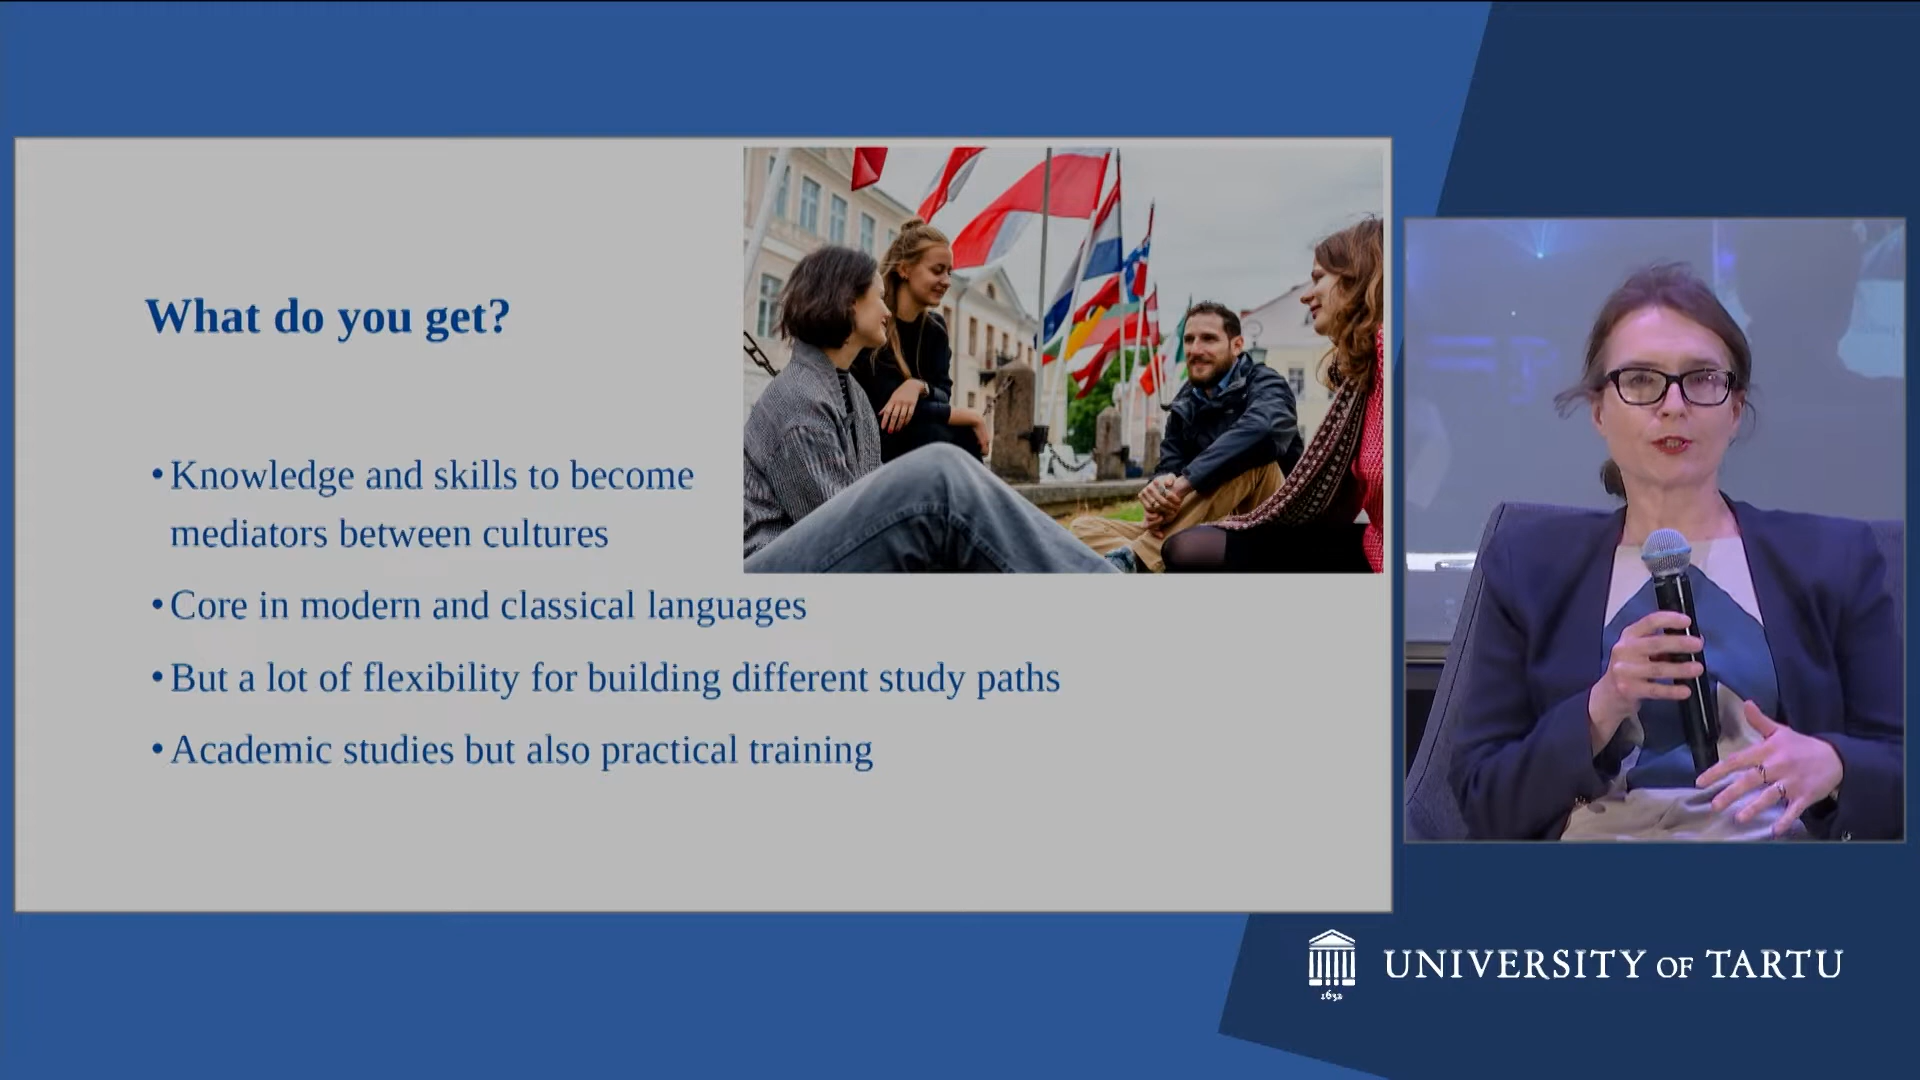 What do you get?
• Knowledge and skills to become
mediators between cultures
• Core in modern and classical languages
• But a lot of flexibility for building different study paths
• Academic studies but also practical training
1632
UNIVERSITY OF TARTU